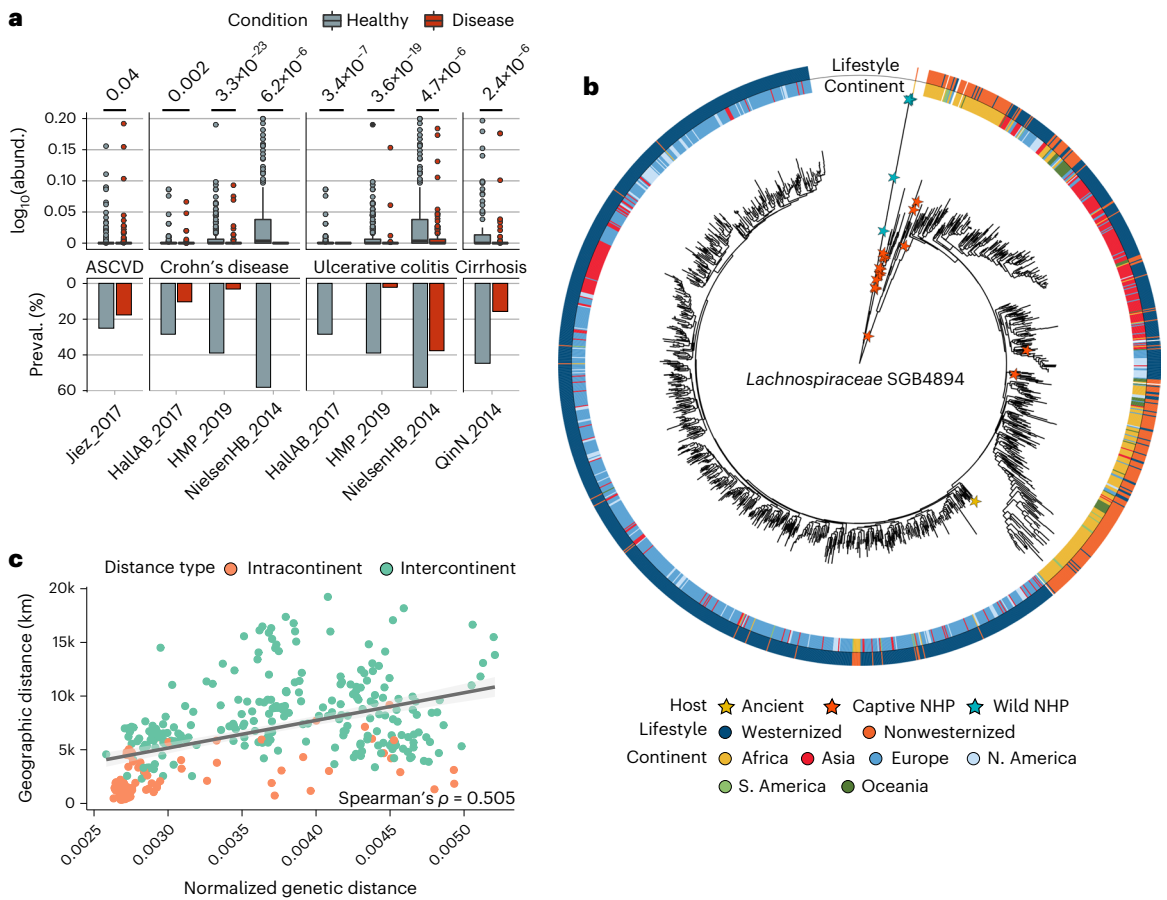 a
Condition Healthy Disease
0.04 0.002 3.3×10−23 6.2×10−6 3.4×10−7 3.6×10−19 4.7×10−6 2.4×10−6
log10(abund.)
0.20
0.15
0.10
0.05
0
ASCVD Crohn's disease Ulcerative colitis Cirrhosis
Preval. (%)
0
20
40
60
Jiez_2017 HallAB_2017 HMP_2019 NielsenHB_2014 HallAB_2017 HMP_2019 NielsenHB_2014 QinN_2014
b
Lifestyle
Continent
Lachnospiraceae SGB4894
Host Ancient Captive NHP Wild NHP
Lifestyle Westernized Nonwesternized
Continent Africa Asia Europe N. America
S. America Oceania
c
Distance type Intracontinent Intercontinent
Geographic distance (km)
20k
15k
10k
5k
0
Spearman's ρ = 0.505
0.0025 0.0030 0.0035 0.0040 0.0045 0.0050
Normalized genetic distance